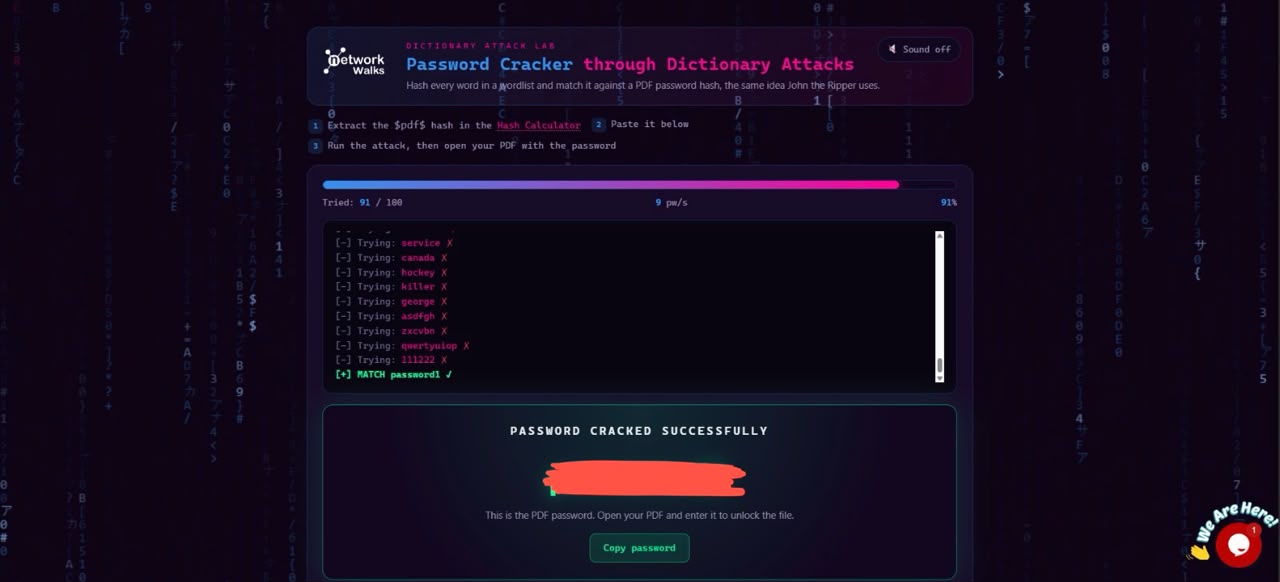 network
Walks
DICTIONARY ATTACK LAB
Password Cracker through Dictionary Attacks
Hash every word in a wordlist and match it against a PDF password hash, the same idea John the Ripper uses.
Sound off
1 Extract the $pdf$ hash in the Hash Calculator 2 Paste it below
3 Run the attack, then open your PDF with the password
Tried: 91 / 100 9 pw/s 91%
[−] Trying: service ✗
[−] Trying: canada ✗
[−] Trying: hockey ✗
[−] Trying: killer ✗
[−] Trying: george ✗
[−] Trying: asdfgh ✗
[−] Trying: zxcvbn ✗
[−] Trying: qwertyuiop ✗
[−] Trying: 111222 ✗
[+] MATCH password1 ✓
PASSWORD CRACKED SUCCESSFULLY
This is the PDF password. Open your PDF and enter it to unlock the file.
Copy password
We Are Here!
1